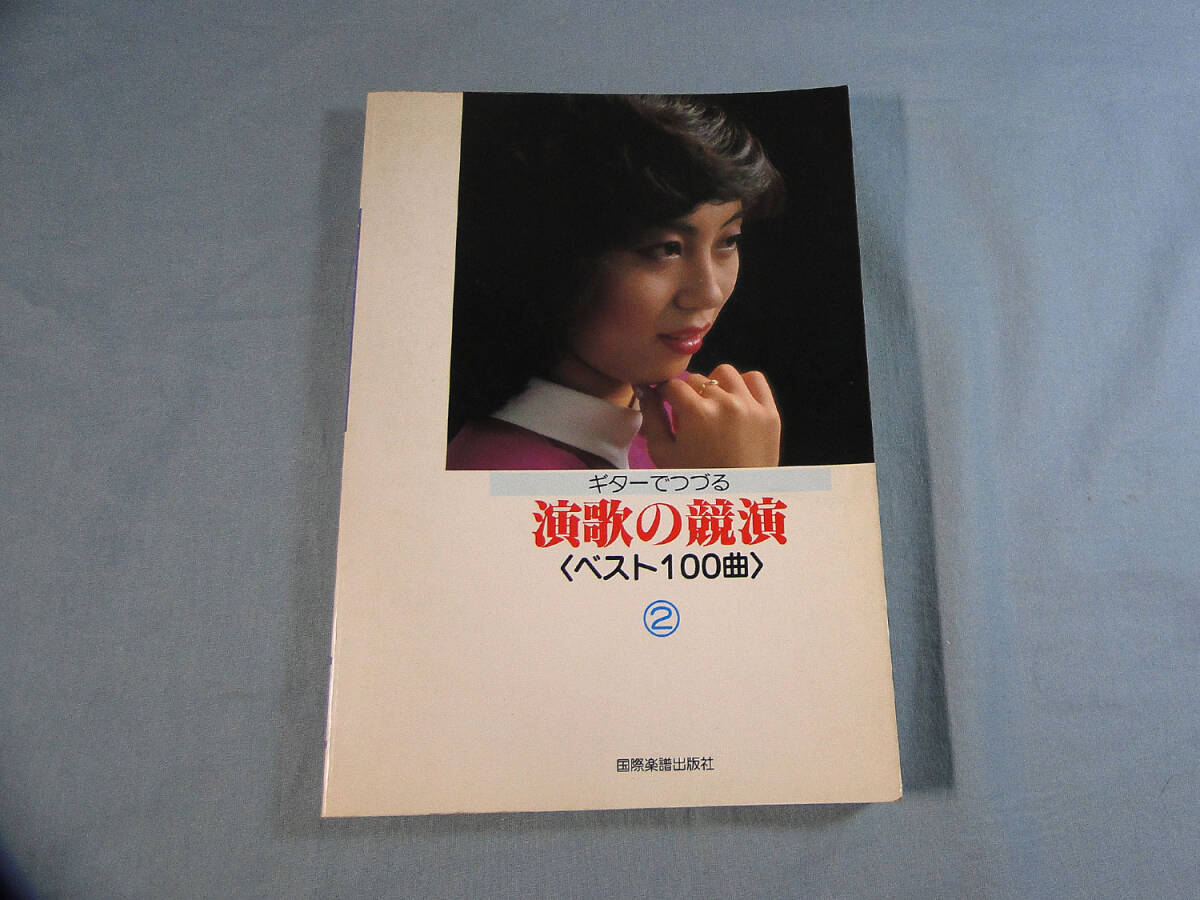 ギターでつづる
演歌の競演
〈ベスト100曲〉
②
国際楽譜出版社